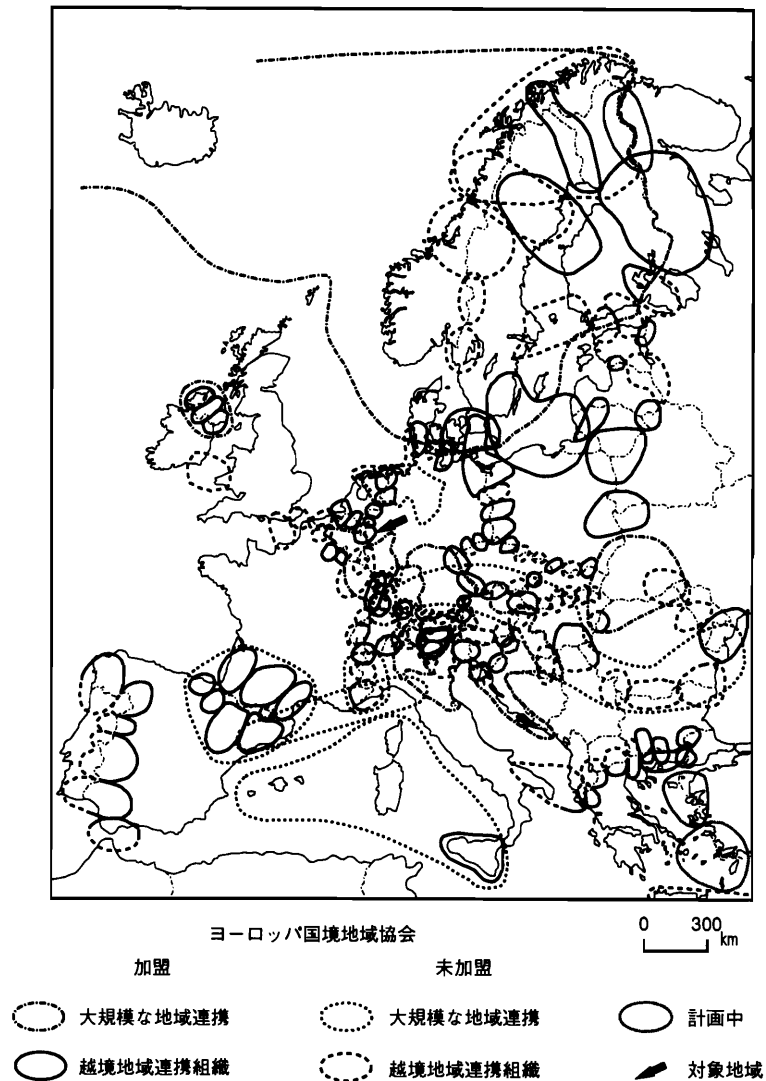 ヨーロッパ国境地域協会
0 300
km
加盟 未加盟
大規模な地域連携 大規模な地域連携 計画中
越境地域連携組織 越境地域連携組織 対象地域